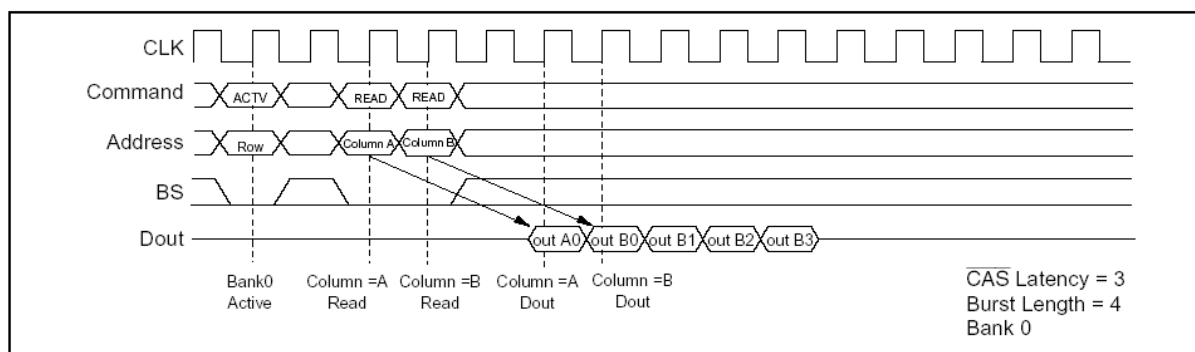 CLK
Command ACTV READ READ
Address Row Column A Column B
BS
Dout out A0 out B0 out B1 out B2 out B3
Bank0 Column =A Column =B Column =A Column =B
Active Read Read Dout Dout
CAS Latency = 3
Burst Length = 4
Bank 0